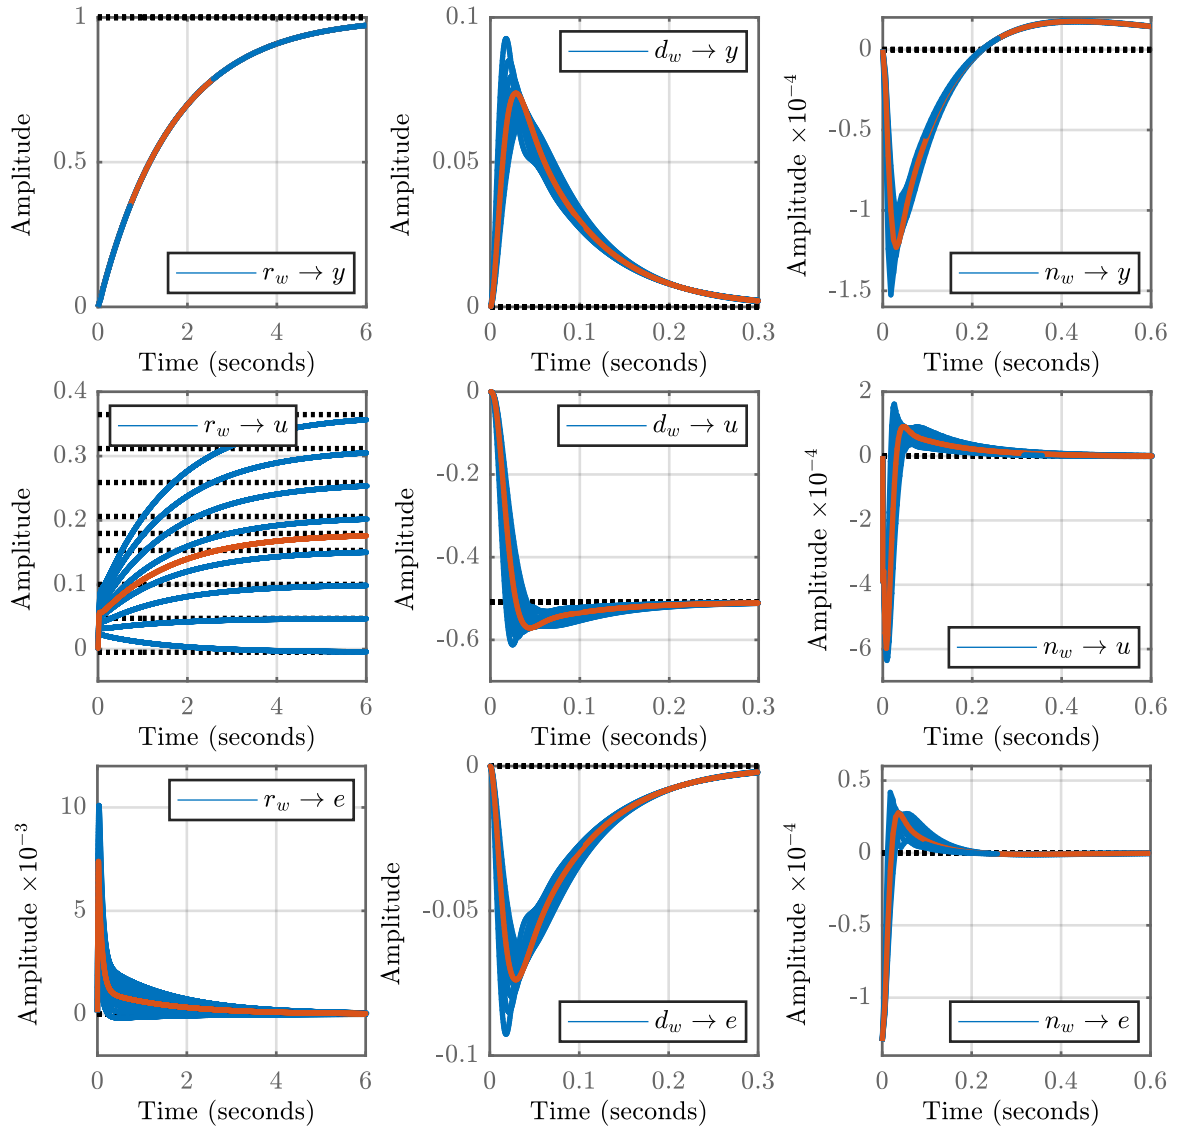 1
0.5
0
0 2 4 6
Amplitude
Time (seconds)
r_w → y
0.1
0.05
0
0 0.1 0.2 0.3
Amplitude
Time (seconds)
d_w → y
0
-0.5
-1
-1.5
0 0.2 0.4 0.6
Amplitude ×10⁻⁴
Time (seconds)
n_w → y
0.4
0.3
0.2
0.1
0
0 2 4 6
Amplitude
Time (seconds)
r_w → u
0
-0.2
-0.4
-0.6
0 0.1 0.2 0.3
Amplitude
Time (seconds)
d_w → u
2
0
-2
-4
-6
0 0.2 0.4 0.6
Amplitude ×10⁻⁴
Time (seconds)
n_w → u
10
5
0
0 2 4 6
Amplitude ×10⁻³
Time (seconds)
r_w → e
0
-0.05
-0.1
0 0.1 0.2 0.3
Amplitude
Time (seconds)
d_w → e
0.5
0
-0.5
-1
0 0.2 0.4 0.6
Amplitude ×10⁻⁴
Time (seconds)
n_w → e